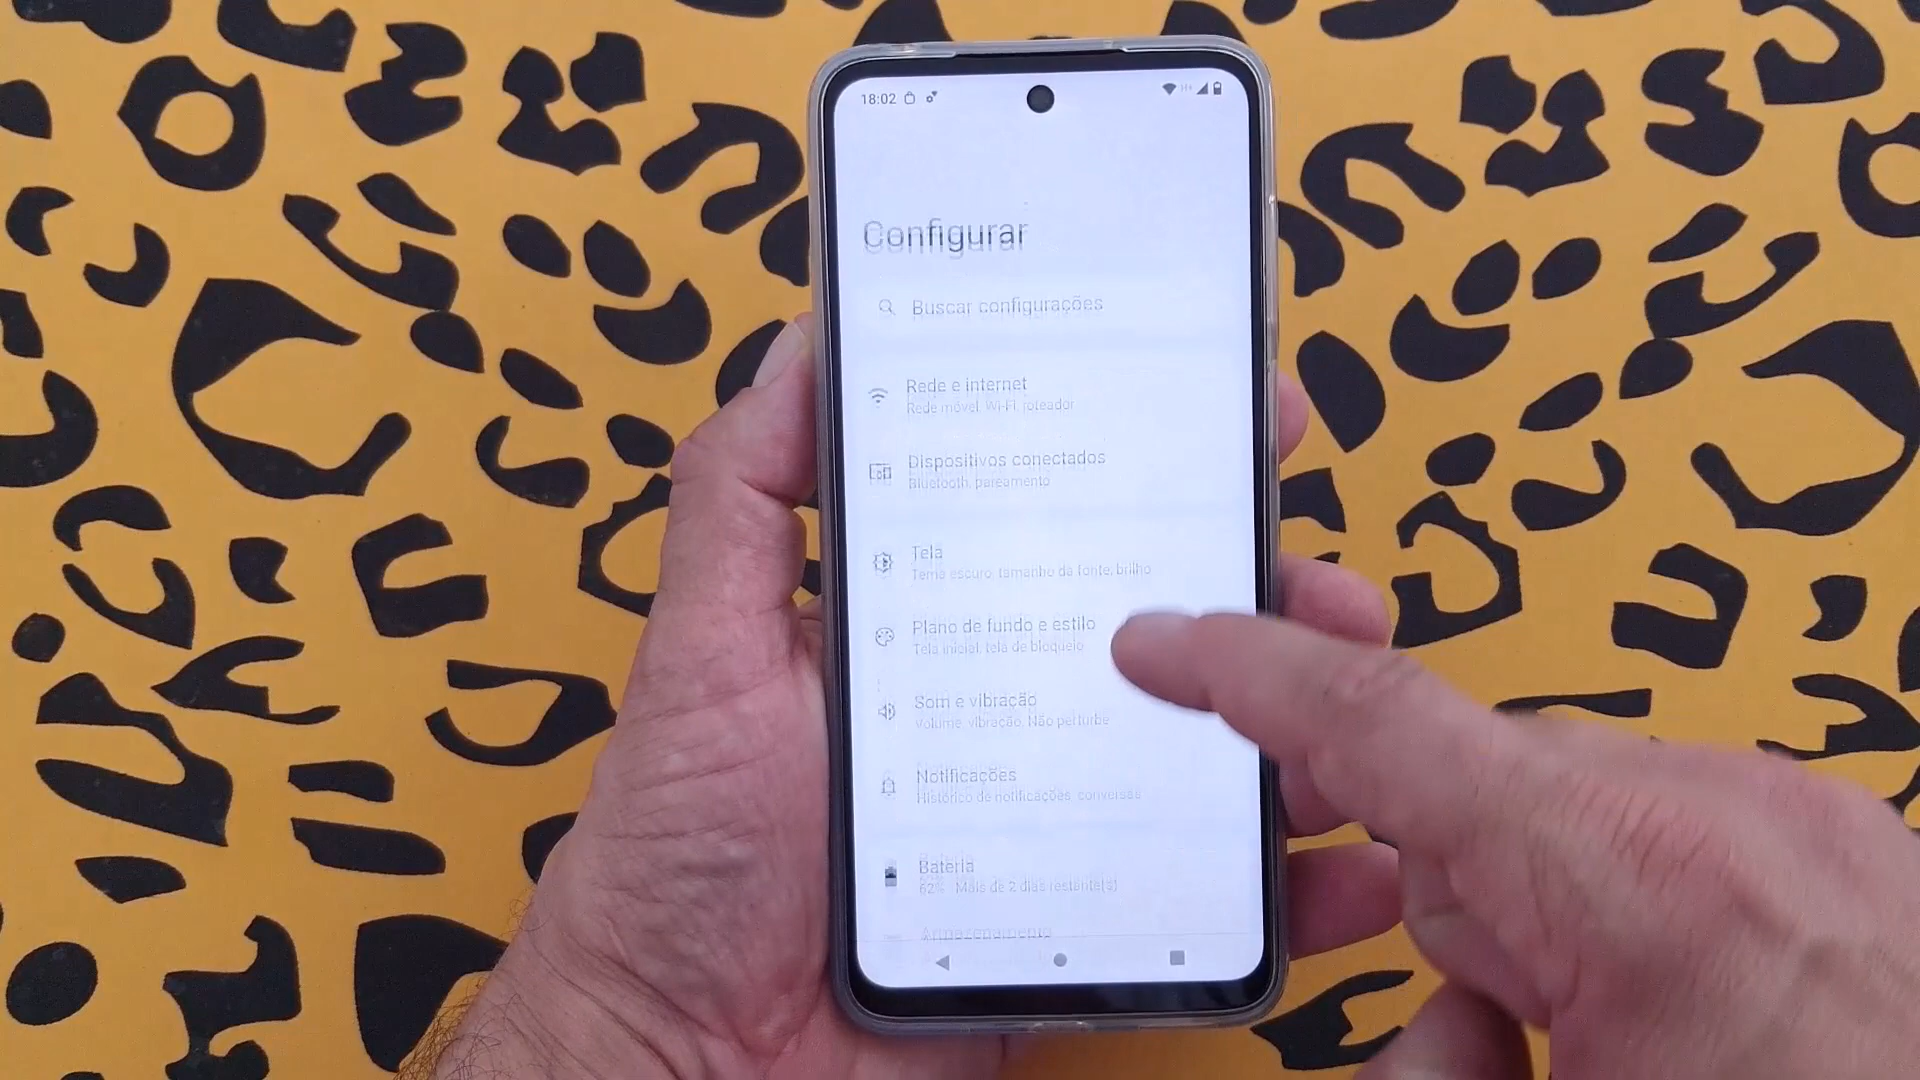 18:02
H+
Configurar
Buscar configurações
Rede e internet
Rede móvel, Wi-Fi, roteador
Dispositivos conectados
Bluetooth, pareamento
Tela
Tema escuro, tamanho da fonte, brilho
Plano de fundo e estilo
Tela inicial, tela de bloqueio
Som e vibração
Volume, vibração, Não perturbe
Notificações
Histórico de notificações, conversas
Bateria
62% Mais de 2 dias restante(s)
Armazenamento